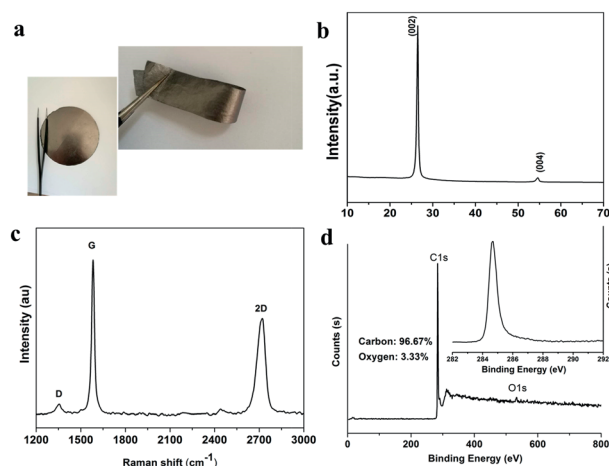 a
b
Intensity(a.u.)
(002)
(004)
10 20 30 40 50 60 70
c
Intensity (au)
D
G
2D
1200 1500 1800 2100 2400 2700 3000
Raman shift (cm-1)
d
Counts (s)
C1s
Carbon: 96.67%
Oxygen: 3.33%
O1s
0 200 400 600 800
Binding Energy (eV)
Counts (s)
282 284 286 288 290 292
Binding Energy (eV)